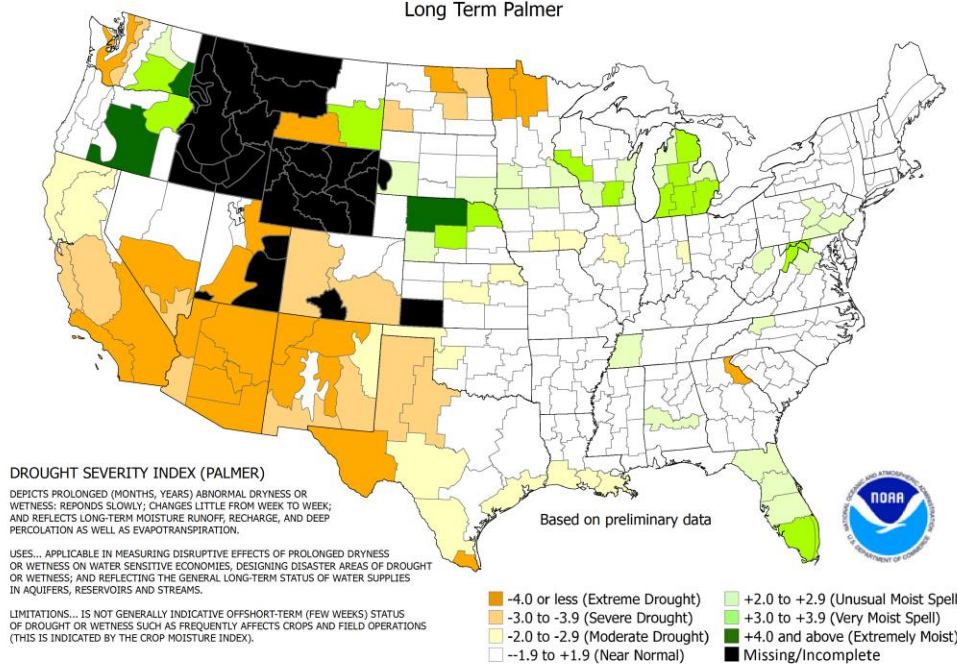 Long Term Palmer
DROUGHT SEVERITY INDEX (PALMER)
DEPICTS PROLONGED (MONTHS, YEARS) ABNORMAL DRYNESS OR
WETNESS: REPONDS SLOWLY; CHANGES LITTLE FROM WEEK TO WEEK;
AND REFLECTS LONG-TERM MOISTURE RUNOFF, RECHARGE, AND DEEP
PERCOLATION AS WELL AS EVAPOTRANSPIRATION.
USES... APPLICABLE IN MEASURING DISRUPTIVE EFFECTS OF PROLONGED DRYNESS
OR WETNESS ON WATER SENSITIVE ECONOMIES, DESIGNING DISASTER AREAS OF DROUGHT
OR WETNESS; AND REFLECTING THE GENERAL LONG-TERM STATUS OF WATER SUPPLIES
IN AQUIFERS, RESERVOIRS AND STREAMS.
LIMITATIONS... IS NOT GENERALLY INDICATIVE OFFSHORT-TERM (FEW WEEKS) STATUS
OF DROUGHT OR WETNESS SUCH AS FREQUENTLY AFFECTS CROPS AND FIELD OPERATIONS
(THIS IS INDICATED BY THE CROP MOISTURE INDEX).
Based on preliminary data
NATIONAL OCEANIC AND ATMOSPHERIC ADMINISTRATION
NOAA
U.S. DEPARTMENT OF COMMERCE
-4.0 or less (Extreme Drought)
-3.0 to -3.9 (Severe Drought)
-2.0 to -2.9 (Moderate Drought)
--1.9 to +1.9 (Near Normal)
+2.0 to +2.9 (Unusual Moist Spell)
+3.0 to +3.9 (Very Moist Spell)
+4.0 and above (Extremely Moist)
Missing/Incomplete